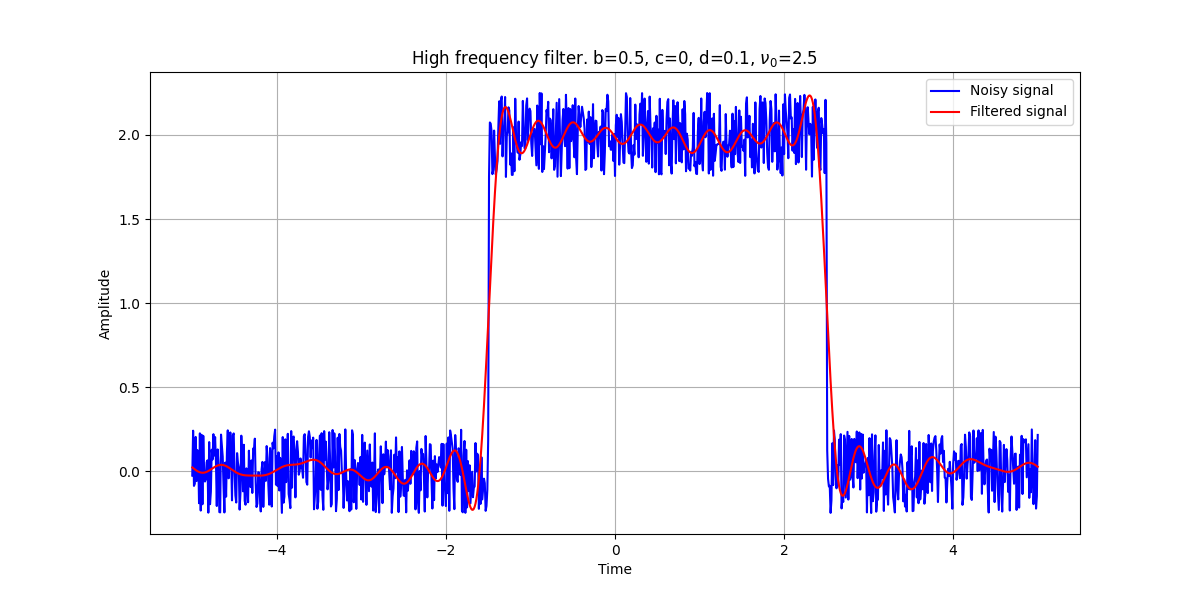 High frequency filter. b=0.5, c=0, d=0.1, ν₀=2.5
Noisy signal
Filtered signal
Amplitude
2.0
1.5
1.0
0.5
0.0
−4
−2
0
2
4
Time